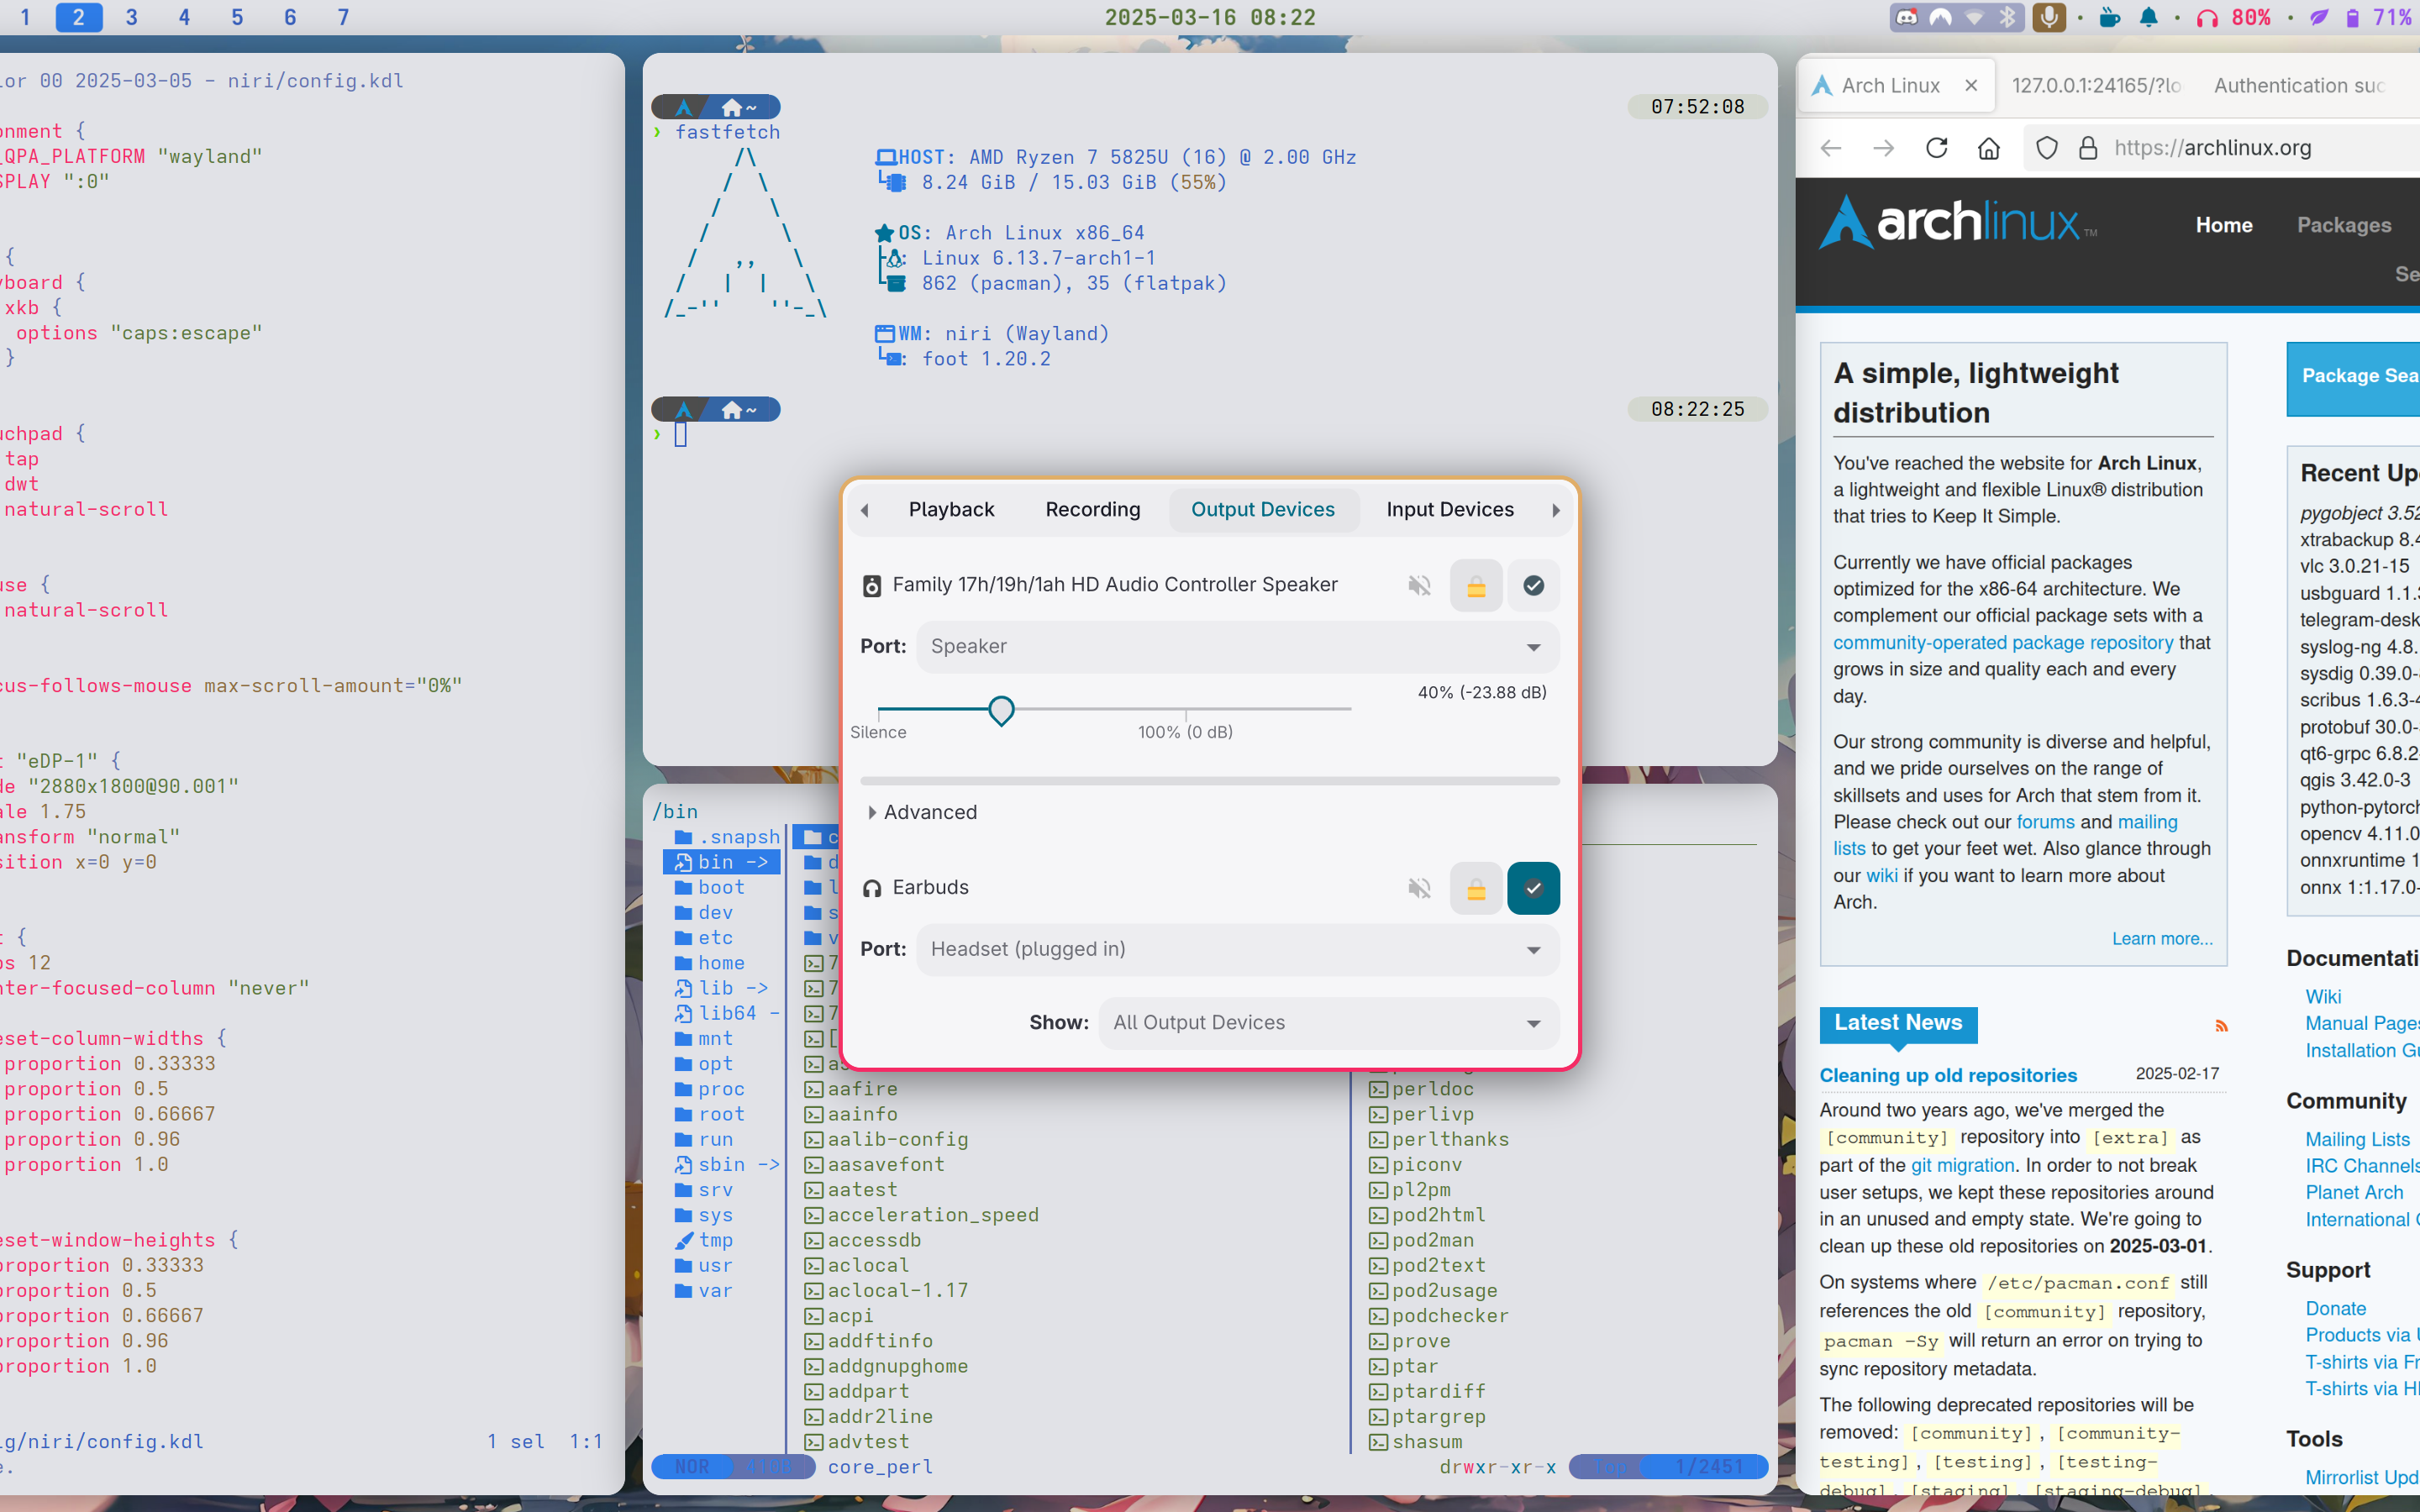 1 2 3 4 5 6 7
2025-03-16 08:22
80% 71%
lor 00 2025-03-05 - niri/config.kdl
onment {
_QPA_PLATFORM "wayland"
SPLAY ":0"
{
yboard {
xkb {
options "caps:escape"
}
uchpad {
tap
dwt
natural-scroll
use {
natural-scroll
cus-follows-mouse max-scroll-amount="0%"
t "eDP-1" {
de "2880x1800@90.001"
ale 1.75
ansform "normal"
sition x=0 y=0
t {
ps 12
nter-focused-column "never"
eset-column-widths {
proportion 0.33333
proportion 0.5
proportion 0.66667
proportion 0.96
proportion 1.0
eset-window-heights {
proportion 0.33333
proportion 0.5
proportion 0.66667
proportion 0.96
proportion 1.0
g/niri/config.kdl 1 sel 1:1
e.
~ 07:52:08
› fastfetch
HOST: AMD Ryzen 7 5825U (16) @ 2.00 GHz
8.24 GiB / 15.03 GiB (55%)
OS: Arch Linux x86_64
: Linux 6.13.7-arch1-1
862 (pacman), 35 (flatpak)
WM: niri (Wayland)
: foot 1.20.2
~ 08:22:25
›
Playback Recording Output Devices Input Devices
Family 17h/19h/1ah HD Audio Controller Speaker
Port: Speaker
40% (-23.88 dB)
Silence 100% (0 dB)
Advanced
Earbuds
Port: Headset (plugged in)
Show: All Output Devices
/bin
.snapsh
bin ->
boot
dev
etc
home
lib ->
lib64 -
mnt
opt
proc
root
run
sbin ->
srv
sys
tmp
usr
var
c
d
l
s
v
7
7
7
[
as
aafire
aainfo
aalib-config
aasavefont
aatest
acceleration_speed
accessdb
aclocal
aclocal-1.17
acpi
addftinfo
addgnupghome
addpart
addr2line
advtest
perldoc
perlivp
perlthanks
piconv
pl2pm
pod2html
pod2man
pod2text
pod2usage
podchecker
prove
ptar
ptardiff
ptargrep
shasum
NOR core_perl drwxr-xr-x 1/2451
Arch Linux 127.0.0.1:24165/?lo Authentication suc
https://archlinux.org
archlinux™ Home Packages
Se
A simple, lightweight
distribution
You've reached the website for Arch Linux,
a lightweight and flexible Linux® distribution
that tries to Keep It Simple.
Currently we have official packages
optimized for the x86-64 architecture. We
complement our official package sets with a
community-operated package repository that
grows in size and quality each and every
day.
Our strong community is diverse and helpful,
and we pride ourselves on the range of
skillsets and uses for Arch that stem from it.
Please check out our forums and mailing
lists to get your feet wet. Also glance through
our wiki if you want to learn more about
Arch.
Learn more...
Latest News
Cleaning up old repositories 2025-02-17
Around two years ago, we've merged the
[community] repository into [extra] as
part of the git migration. In order to not break
user setups, we kept these repositories around
in an unused and empty state. We're going to
clean up these old repositories on 2025-03-01.
On systems where /etc/pacman.conf still
references the old [community] repository,
pacman -Sy will return an error on trying to
sync repository metadata.
The following deprecated repositories will be
removed: [community], [community-
testing], [testing], [testing-
debug], [staging], [staging-debug]
Package Sea
Recent Up
pygobject 3.52
xtrabackup 8.4
vlc 3.0.21-15
usbguard 1.1.3
telegram-desk
syslog-ng 4.8.
sysdig 0.39.0-
scribus 1.6.3-4
protobuf 30.0-
qt6-grpc 6.8.2
qgis 3.42.0-3
python-pytorch
opencv 4.11.0
onnxruntime 1
onnx 1:1.17.0-
Documentati
Wiki
Manual Pages
Installation Gu
Community
Mailing Lists
IRC Channels
Planet Arch
International C
Support
Donate
Products via U
T-shirts via Fr
T-shirts via H
Tools
Mirrorlist Upd